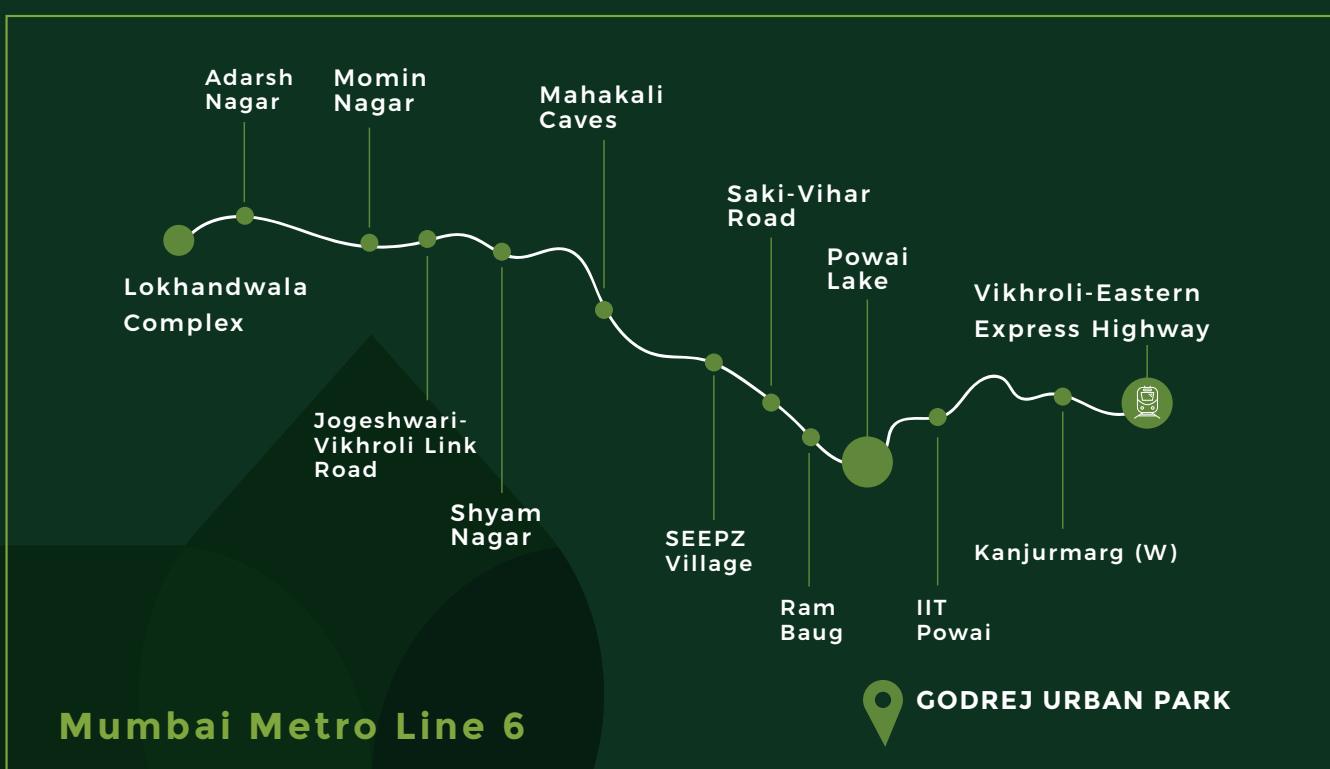 Adarsh
Nagar
Momin
Nagar
Mahakali
Caves
Saki-Vihar
Road
Powai
Lake
Vikhroli-Eastern
Express Highway
Lokhandwala
Complex
Jogeshwari-
Vikhroli Link
Road
Shyam
Nagar
SEEPZ
Village
Kanjurmarg (W)
Ram
Baug
IIT
Powai
GODREJ URBAN PARK
Mumbai Metro Line 6